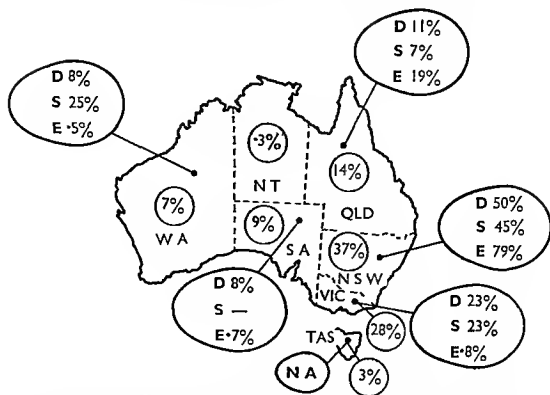 D 11%
S 7%
E 19%
D 8%
S 25%
E ·5%
·3%
NT
14%
QLD
7%
WA
9%
SA
37%
NSW
D 50%
S 45%
E 79%
D 8%
S —
E ·7%
VIC
28%
D 23%
S 23%
E ·8%
TAS
NA
3%